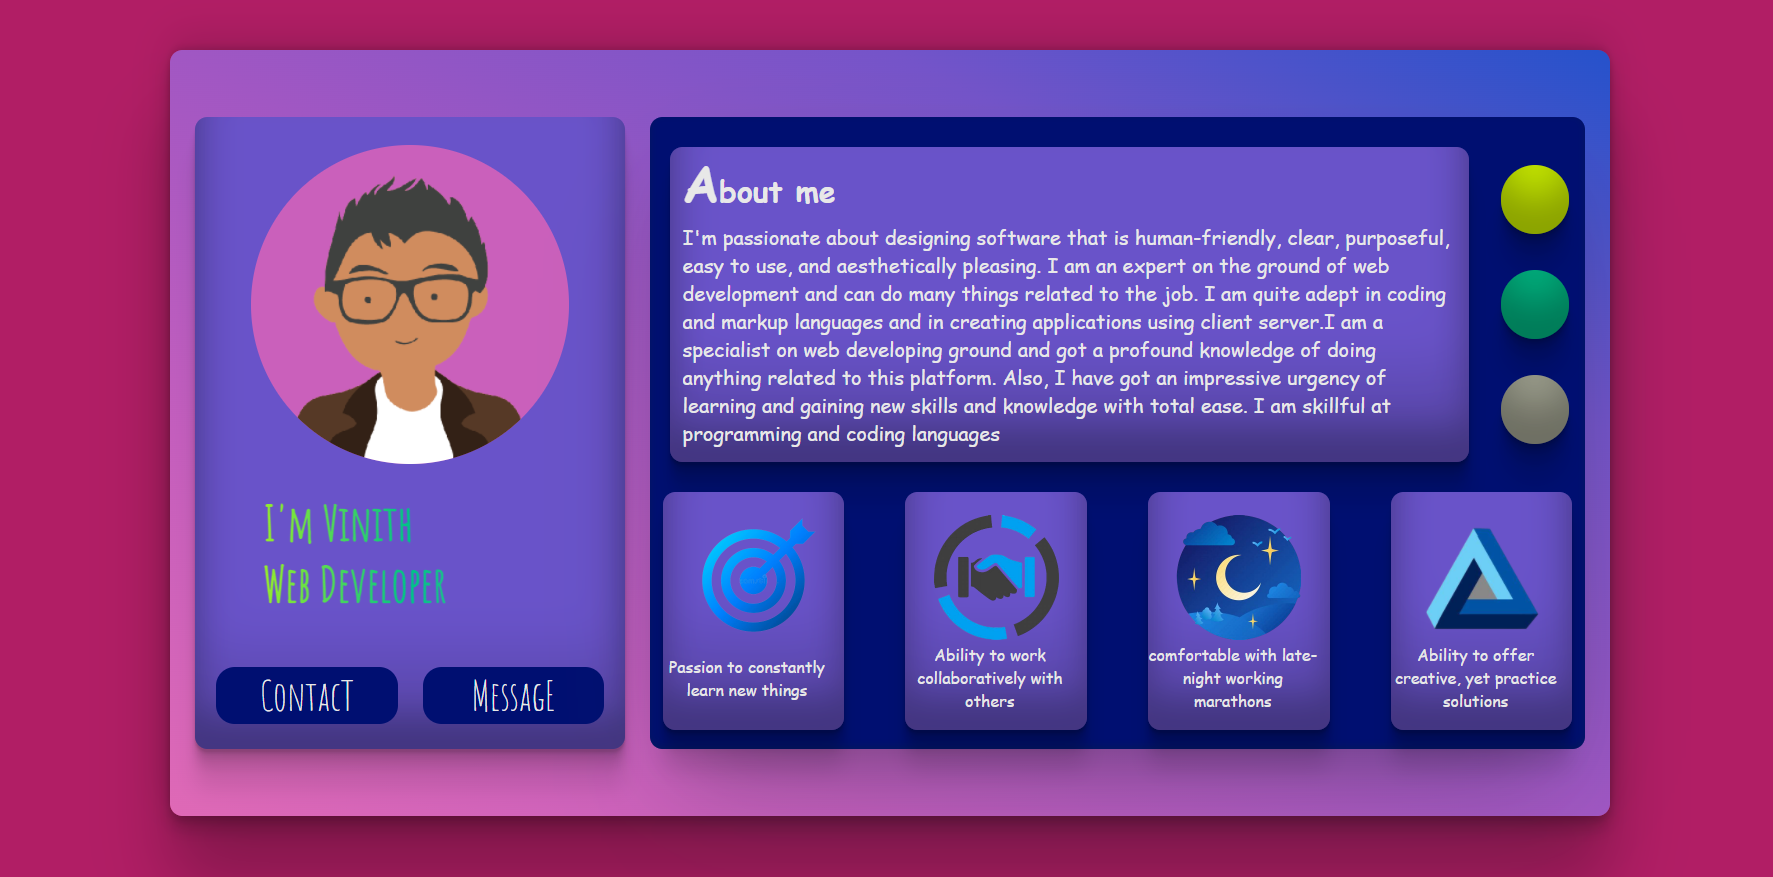 I'm Vinith
Web Developer
ContacT
MessagE
About me
I'm passionate about designing software that is human-friendly, clear, purposeful,
easy to use, and aesthetically pleasing. I am an expert on the ground of web
development and can do many things related to the job. I am quite adept in coding
and markup languages and in creating applications using client server.I am a
specialist on web developing ground and got a profound knowledge of doing
anything related to this platform. Also, I have got an impressive urgency of
learning and gaining new skills and knowledge with total ease. I am skillful at
programming and coding languages
Passion to constantly
learn new things
Ability to work
collaboratively with
others
comfortable with late-
night working
marathons
Ability to offer
creative, yet practice
solutions